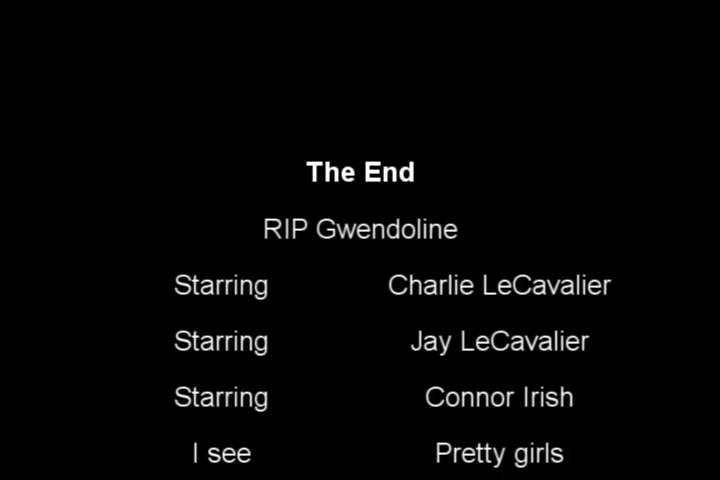 The End
RIP Gwendoline
Starring Charlie LeCavalier
Starring Jay LeCavalier
Starring Connor Irish
I see Pretty girls